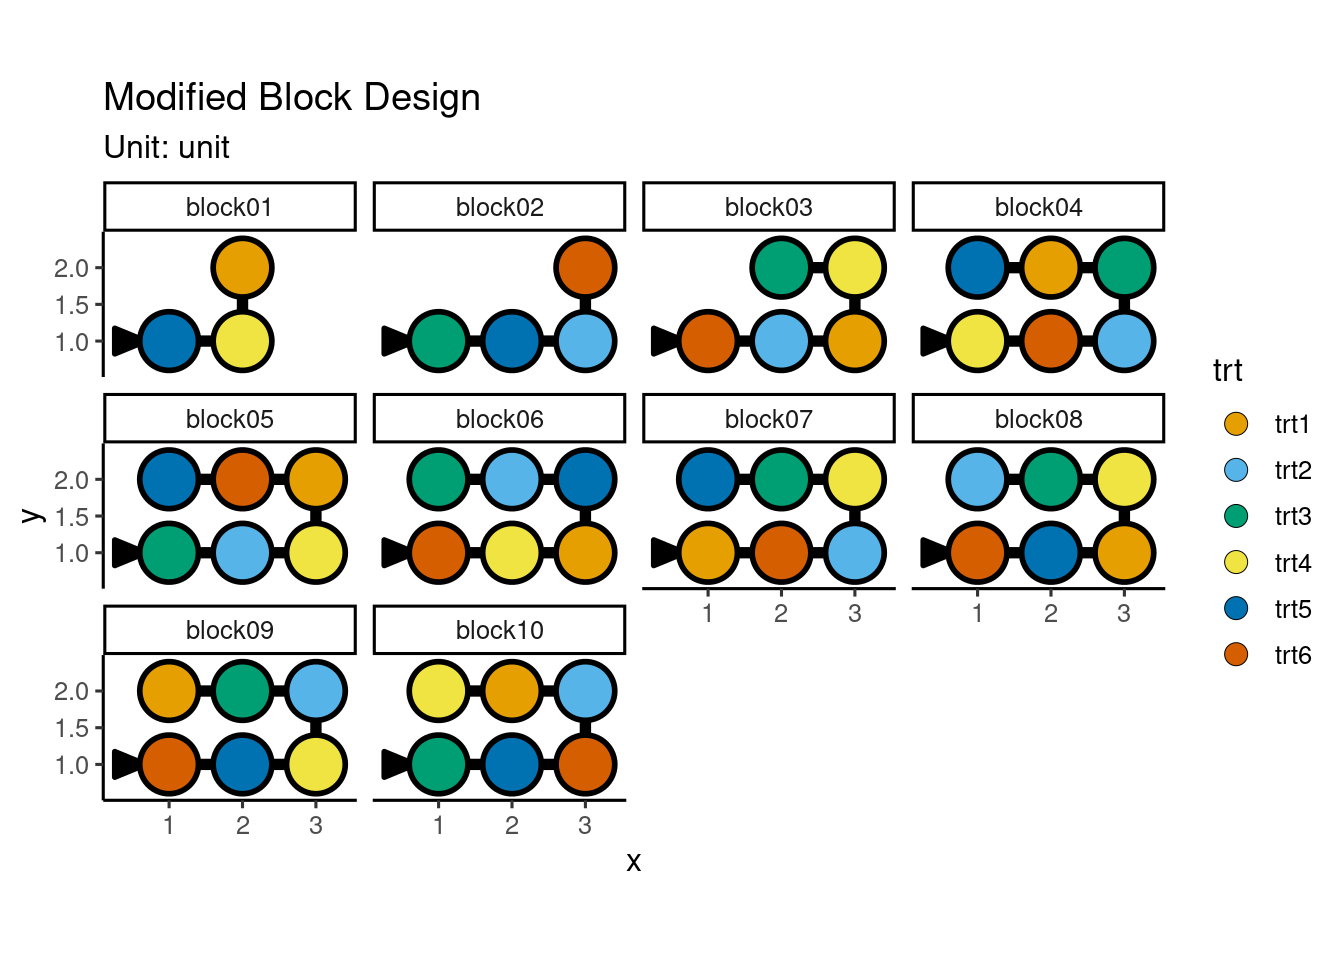 Modified Block Design
Unit: unit
block01 block02 block03 block04
2.0
1.5
1.0
block05 block06 block07 block08
2.0
1.5
1.0
1 2 3 1 2 3
block09 block10
2.0
1.5
1.0
1 2 3 1 2 3
x
y
trt
trt1
trt2
trt3
trt4
trt5
trt6